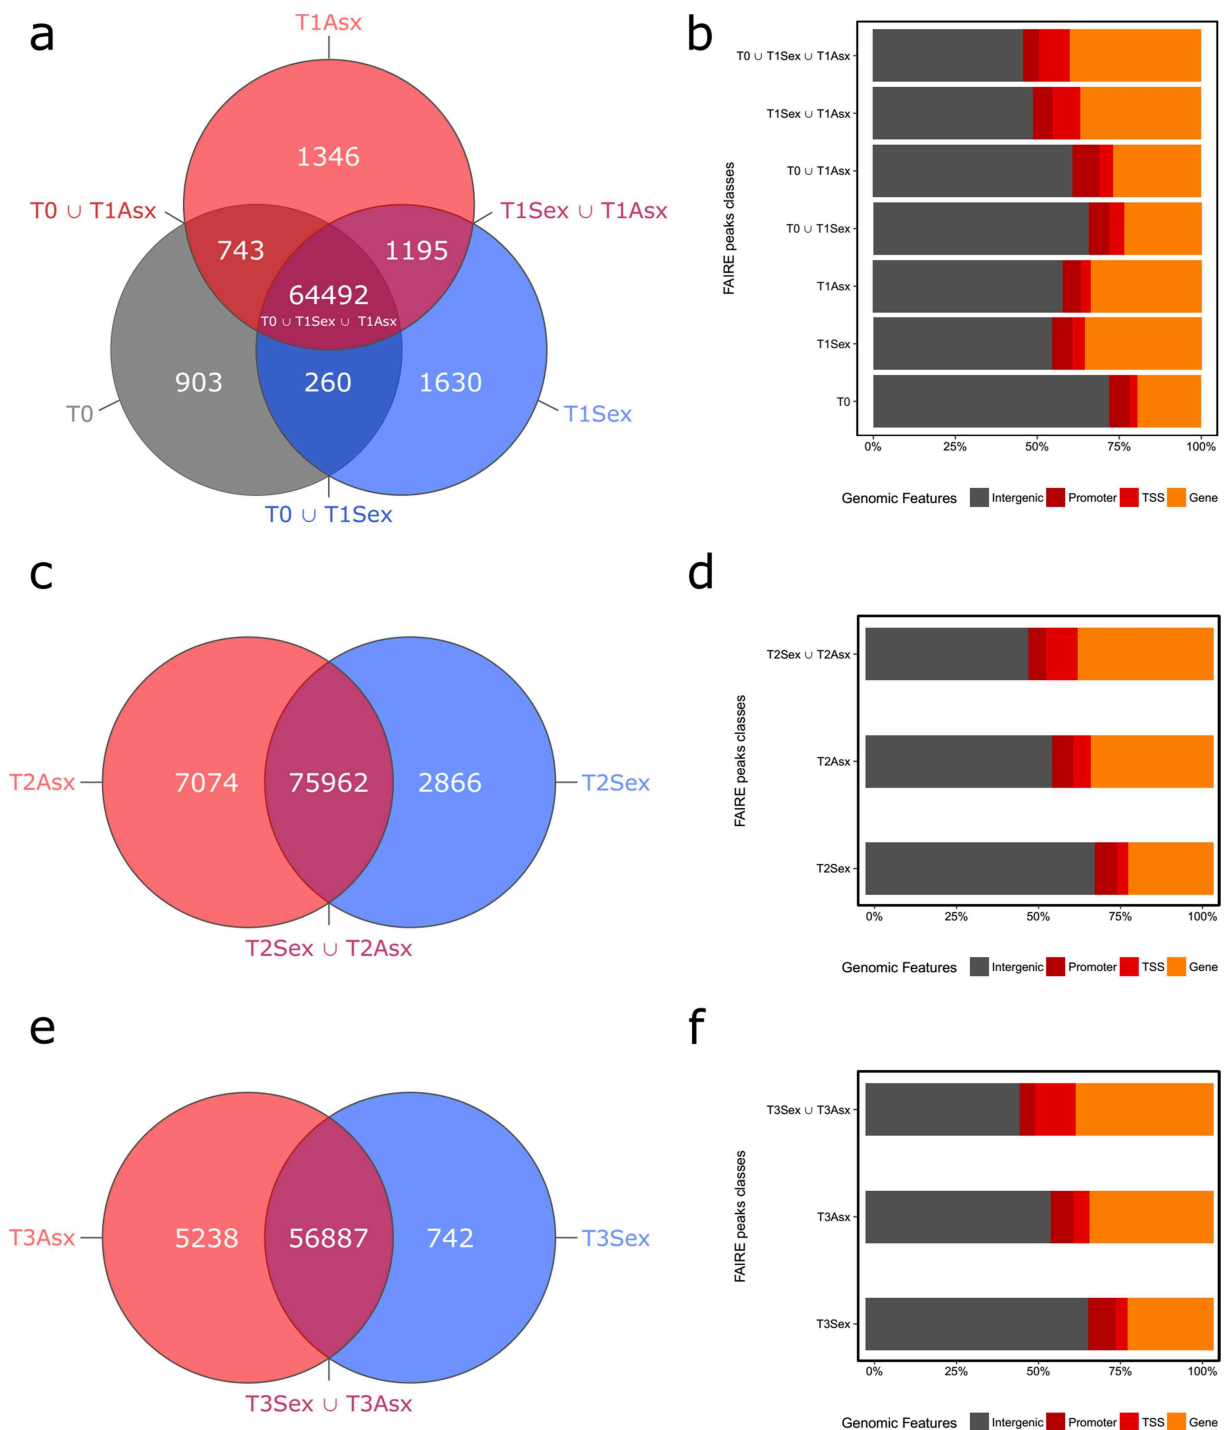 a
T1Asx
1346
T0 ∪ T1Asx
T1Sex ∪ T1Asx
743
1195
64492
T0 ∪ T1Sex ∪ T1Asx
903
260
1630
T0
T1Sex
T0 ∪ T1Sex
b
FAIRE peaks classes
T0 ∪ T1Sex ∪ T1Asx
T1Sex ∪ T1Asx
T0 ∪ T1Asx
T0 ∪ T1Sex
T1Asx
T1Sex
T0
0% 25% 50% 75% 100%
Genomic Features Intergenic Promoter TSS Gene
c
T2Asx
7074
75962
2866
T2Sex
T2Sex ∪ T2Asx
d
FAIRE peaks classes
T2Sex ∪ T2Asx
T2Asx
T2Sex
0% 25% 50% 75% 100%
Genomic Features Intergenic Promoter TSS Gene
e
T3Asx
5238
56887
742
T3Sex
T3Sex ∪ T3Asx
f
FAIRE peaks classes
T3Sex ∪ T3Asx
T3Asx
T3Sex
0% 25% 50% 75% 100%
Genomic Features Intergenic Promoter TSS Gene